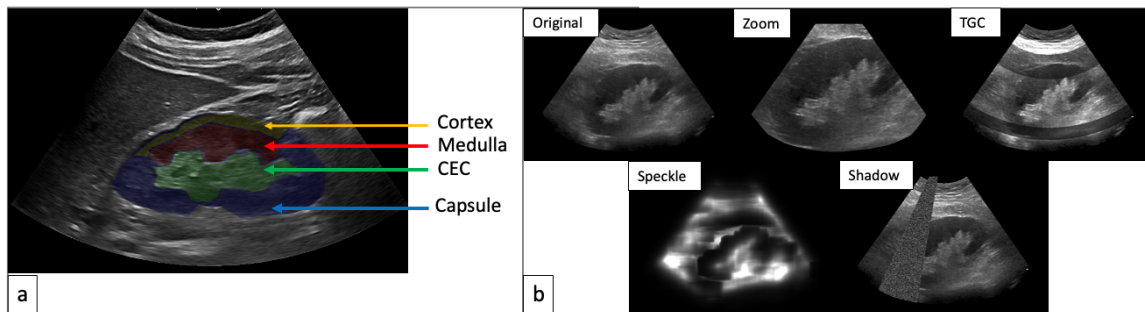 Cortex
Medulla
CEC
Capsule
a
Original
Zoom
TGC
Speckle
Shadow
b